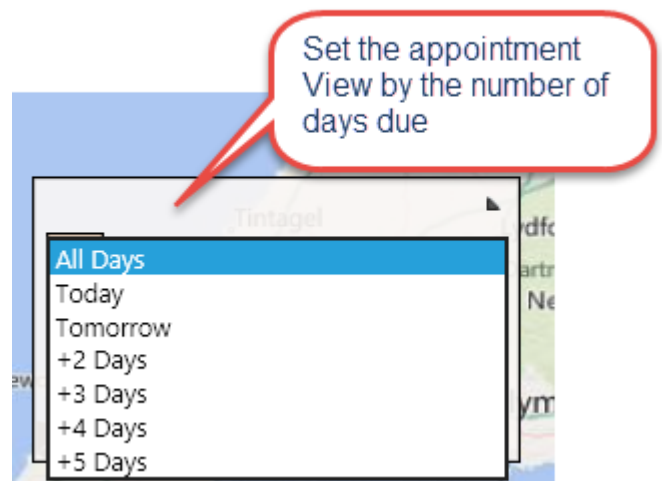 Set the appointment
View by the number of
days due
Tintagel
All Days
Today
Tomorrow
+2 Days
+3 Days
+4 Days
+5 Days